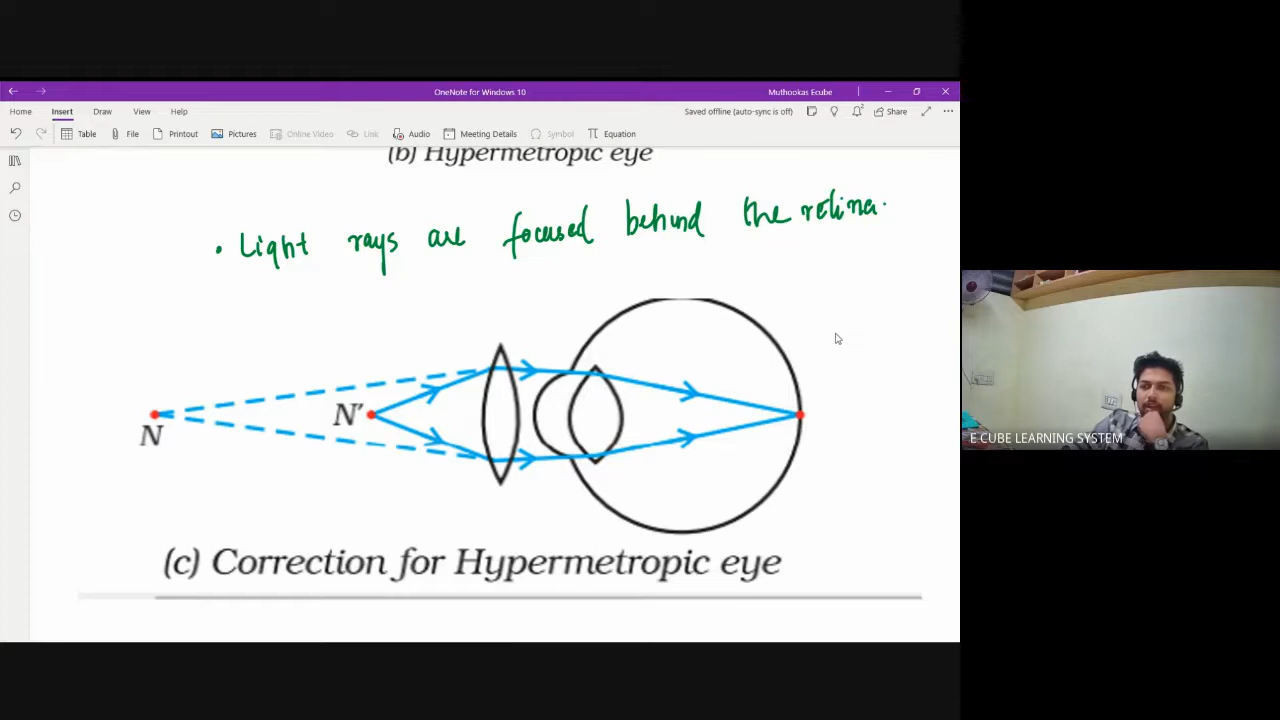 OneNote for Windows 10
Muthookas Ecube
Home Insert Draw View Help
Saved offline (auto-sync is off)
Share
Table File Printout Pictures Online Video Link Audio Meeting Details Symbol Equation
(b) Hypermetropic eye
• Light rays are focused behind the retina.
N
N'
E CUBE LEARNING SYSTEM
(c) Correction for Hypermetropic eye